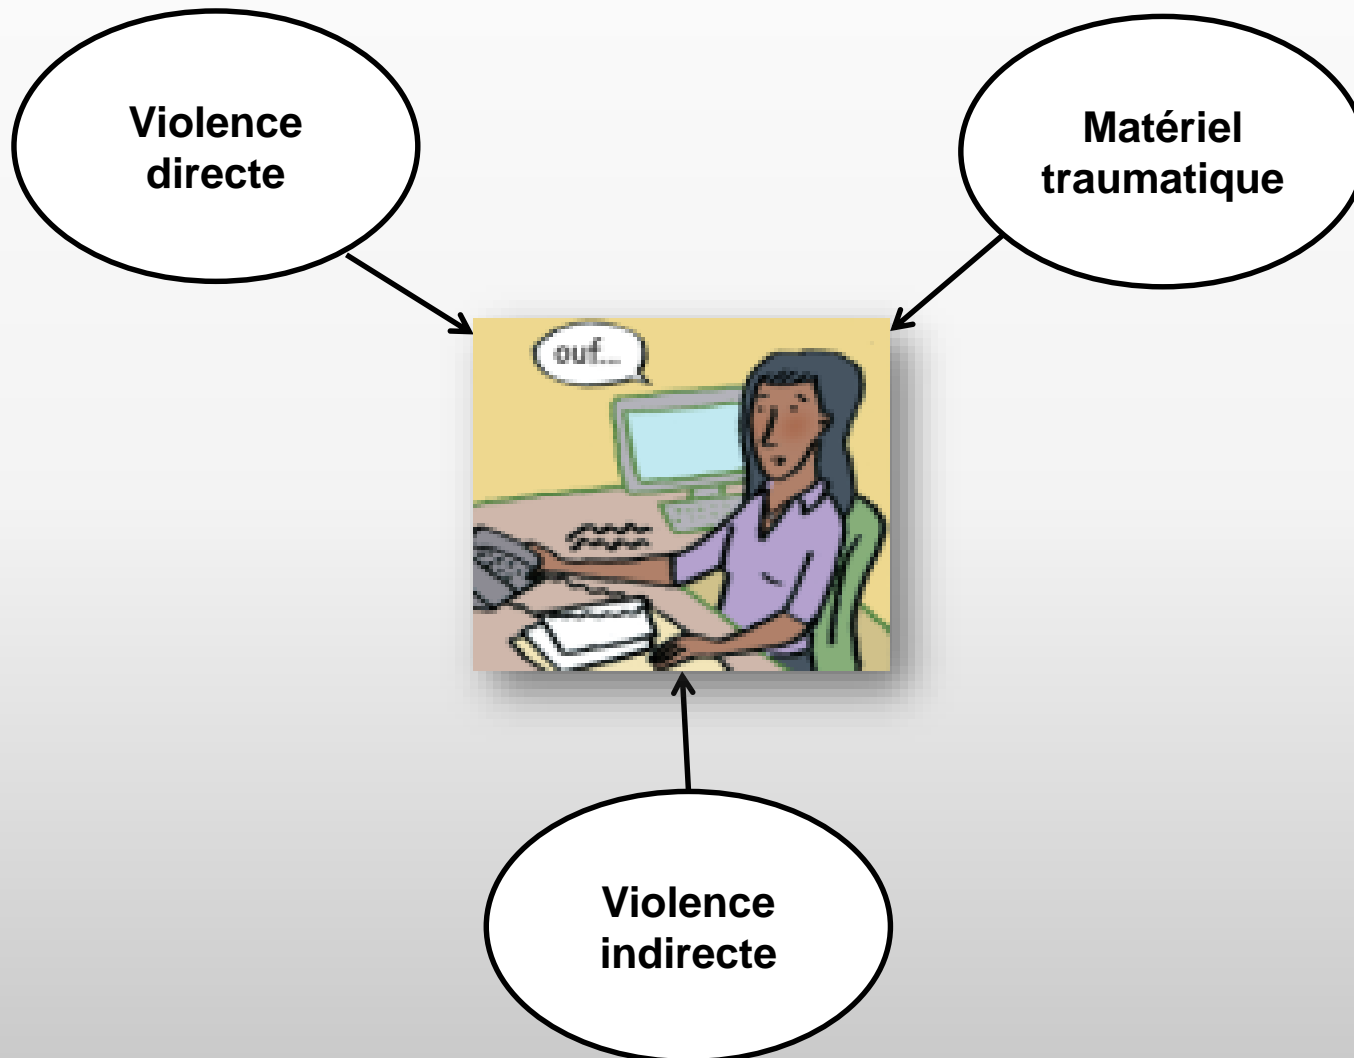 Violence
directe
Matériel
traumatique
ouf...
Violence
indirecte